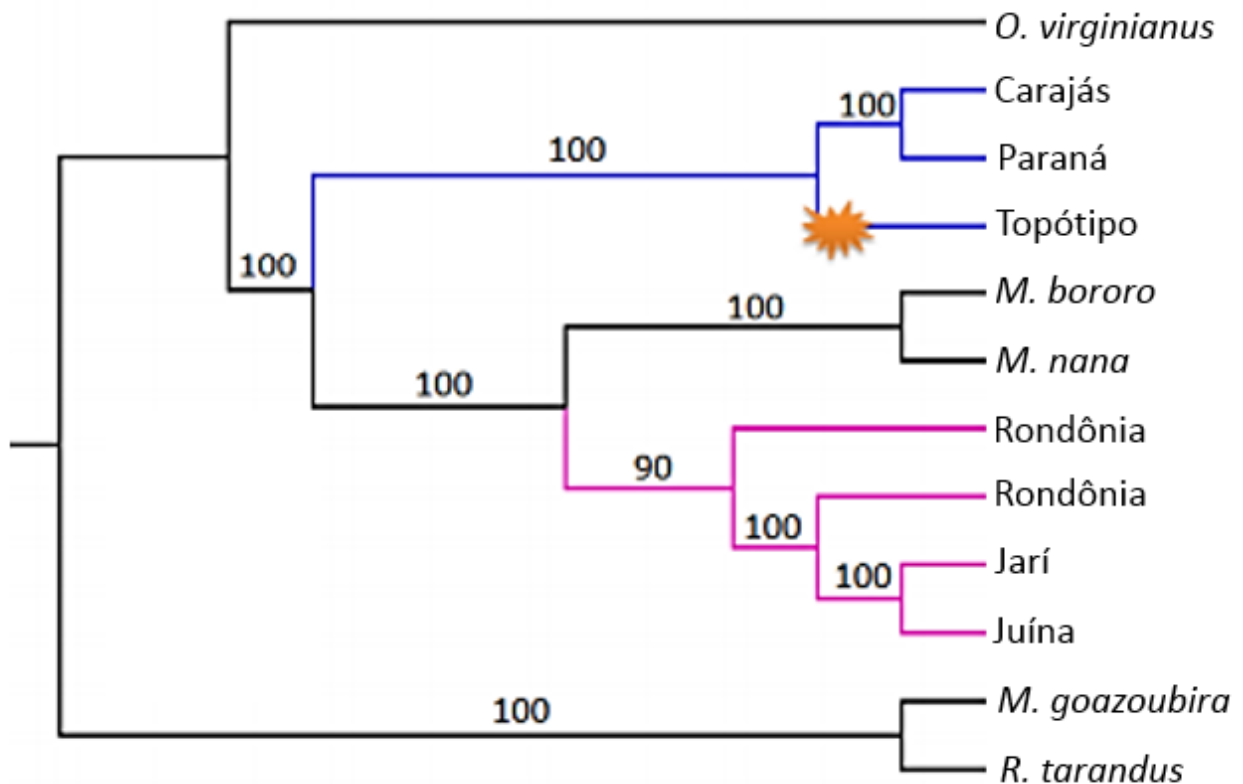 O. virginianus
100
Carajás
100
Paraná
Topótipo
100
M. bororo
100
M. nana
100
Rondônia
90
Rondônia
100
Jarí
100
Juína
M. goazoubira
100
R. tarandus